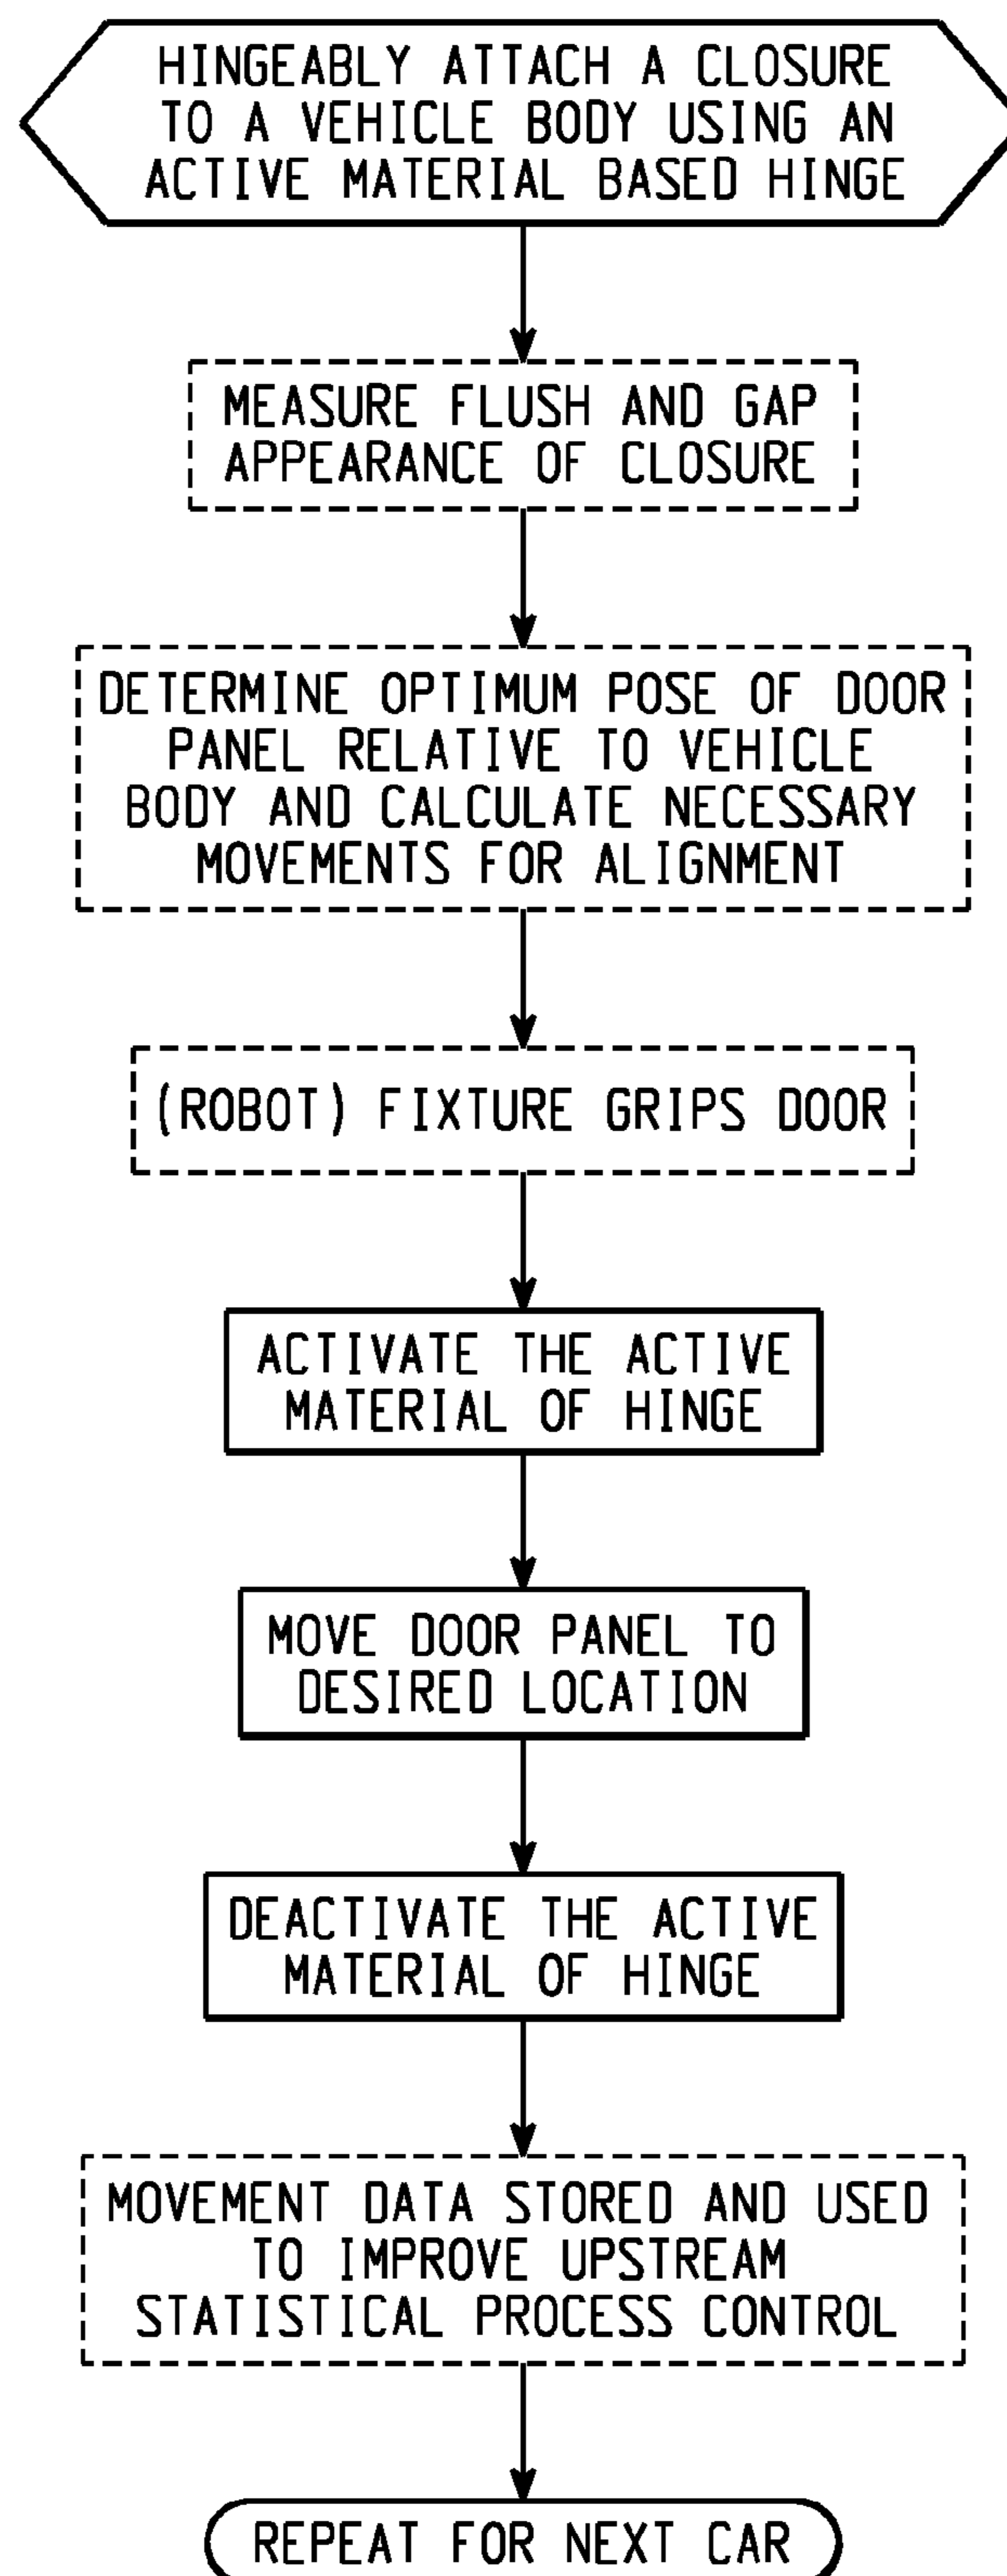 HINGEABLY ATTACH A CLOSURE
TO A VEHICLE BODY USING AN
ACTIVE MATERIAL BASED HINGE
MEASURE FLUSH AND GAP
APPEARANCE OF CLOSURE
DETERMINE OPTIMUM POSE OF DOOR
PANEL RELATIVE TO VEHICLE
BODY AND CALCULATE NECESSARY
MOVEMENTS FOR ALIGNMENT
(ROBOT) FIXTURE GRIPS DOOR
ACTIVATE THE ACTIVE
MATERIAL OF HINGE
MOVE DOOR PANEL TO
DESIRED LOCATION
DEACTIVATE THE ACTIVE
MATERIAL OF HINGE
MOVEMENT DATA STORED AND USED
TO IMPROVE UPSTREAM
STATISTICAL PROCESS CONTROL
REPEAT FOR NEXT CAR